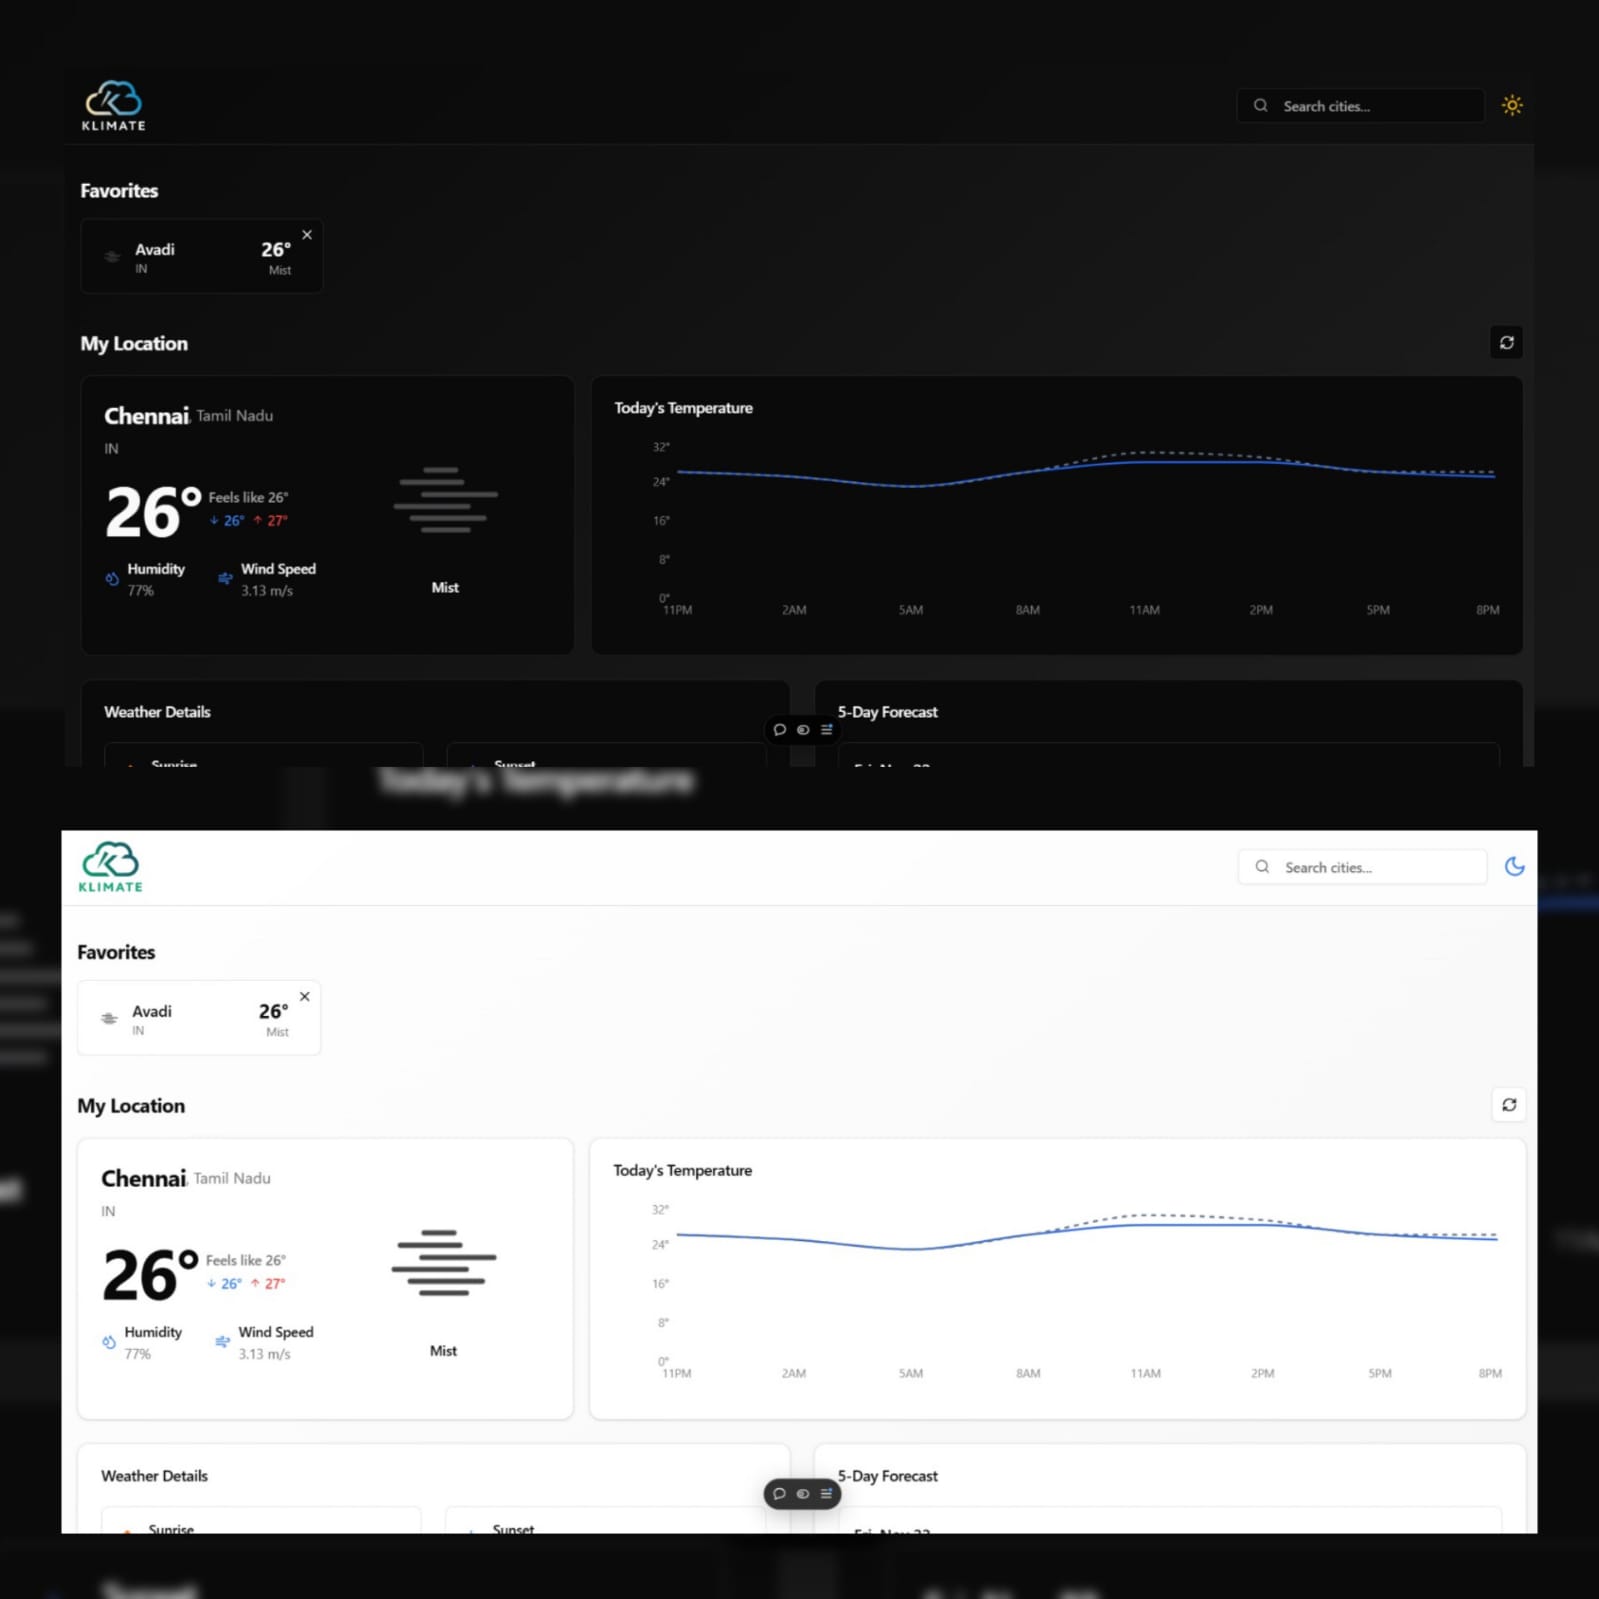 KLIMATE
Search cities...
Favorites
Avadi
IN
26°
Mist
My Location
Chennai, Tamil Nadu
IN
26° Feels like 26°
↓ 26° ↑ 27°
Humidity
77%
Wind Speed
3.13 m/s
Mist
Today's Temperature
32°
24°
16°
8°
0°
11PM 2AM 5AM 8AM 11AM 2PM 5PM 8PM
Weather Details
Sunrise
Sunset
5-Day Forecast
Today's Temperature
KLIMATE
Search cities...
Favorites
Avadi
IN
26°
Mist
My Location
Chennai, Tamil Nadu
IN
26° Feels like 26°
↓ 26° ↑ 27°
Humidity
77%
Wind Speed
3.13 m/s
Mist
Today's Temperature
32°
24°
16°
8°
0°
11PM 2AM 5AM 8AM 11AM 2PM 5PM 8PM
Weather Details
Sunrise
Sunset
5-Day Forecast